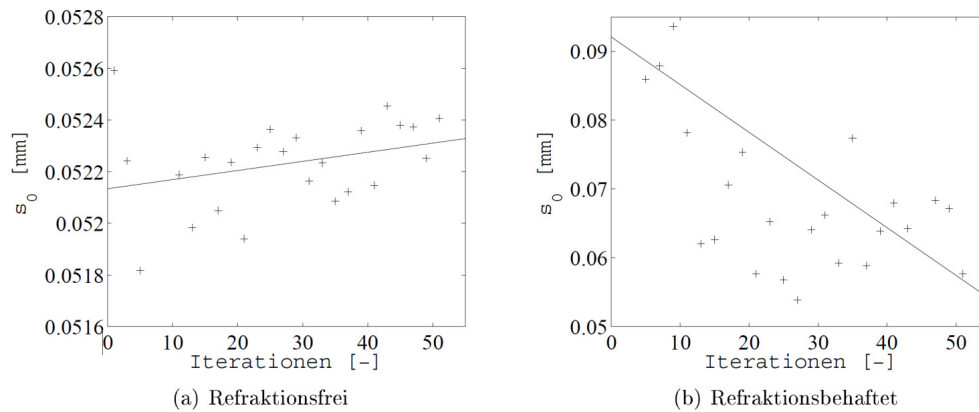 0.0528
0.0526
0.0524
0.0522
0.052
0.0518
0.0516
s0 [mm]
0 10 20 30 40 50
Iterationen [-]
(a) Refraktionsfrei
0.09
0.08
0.07
0.06
0.05
s0 [mm]
0 10 20 30 40 50
Iterationen [-]
(b) Refraktionsbehaftet